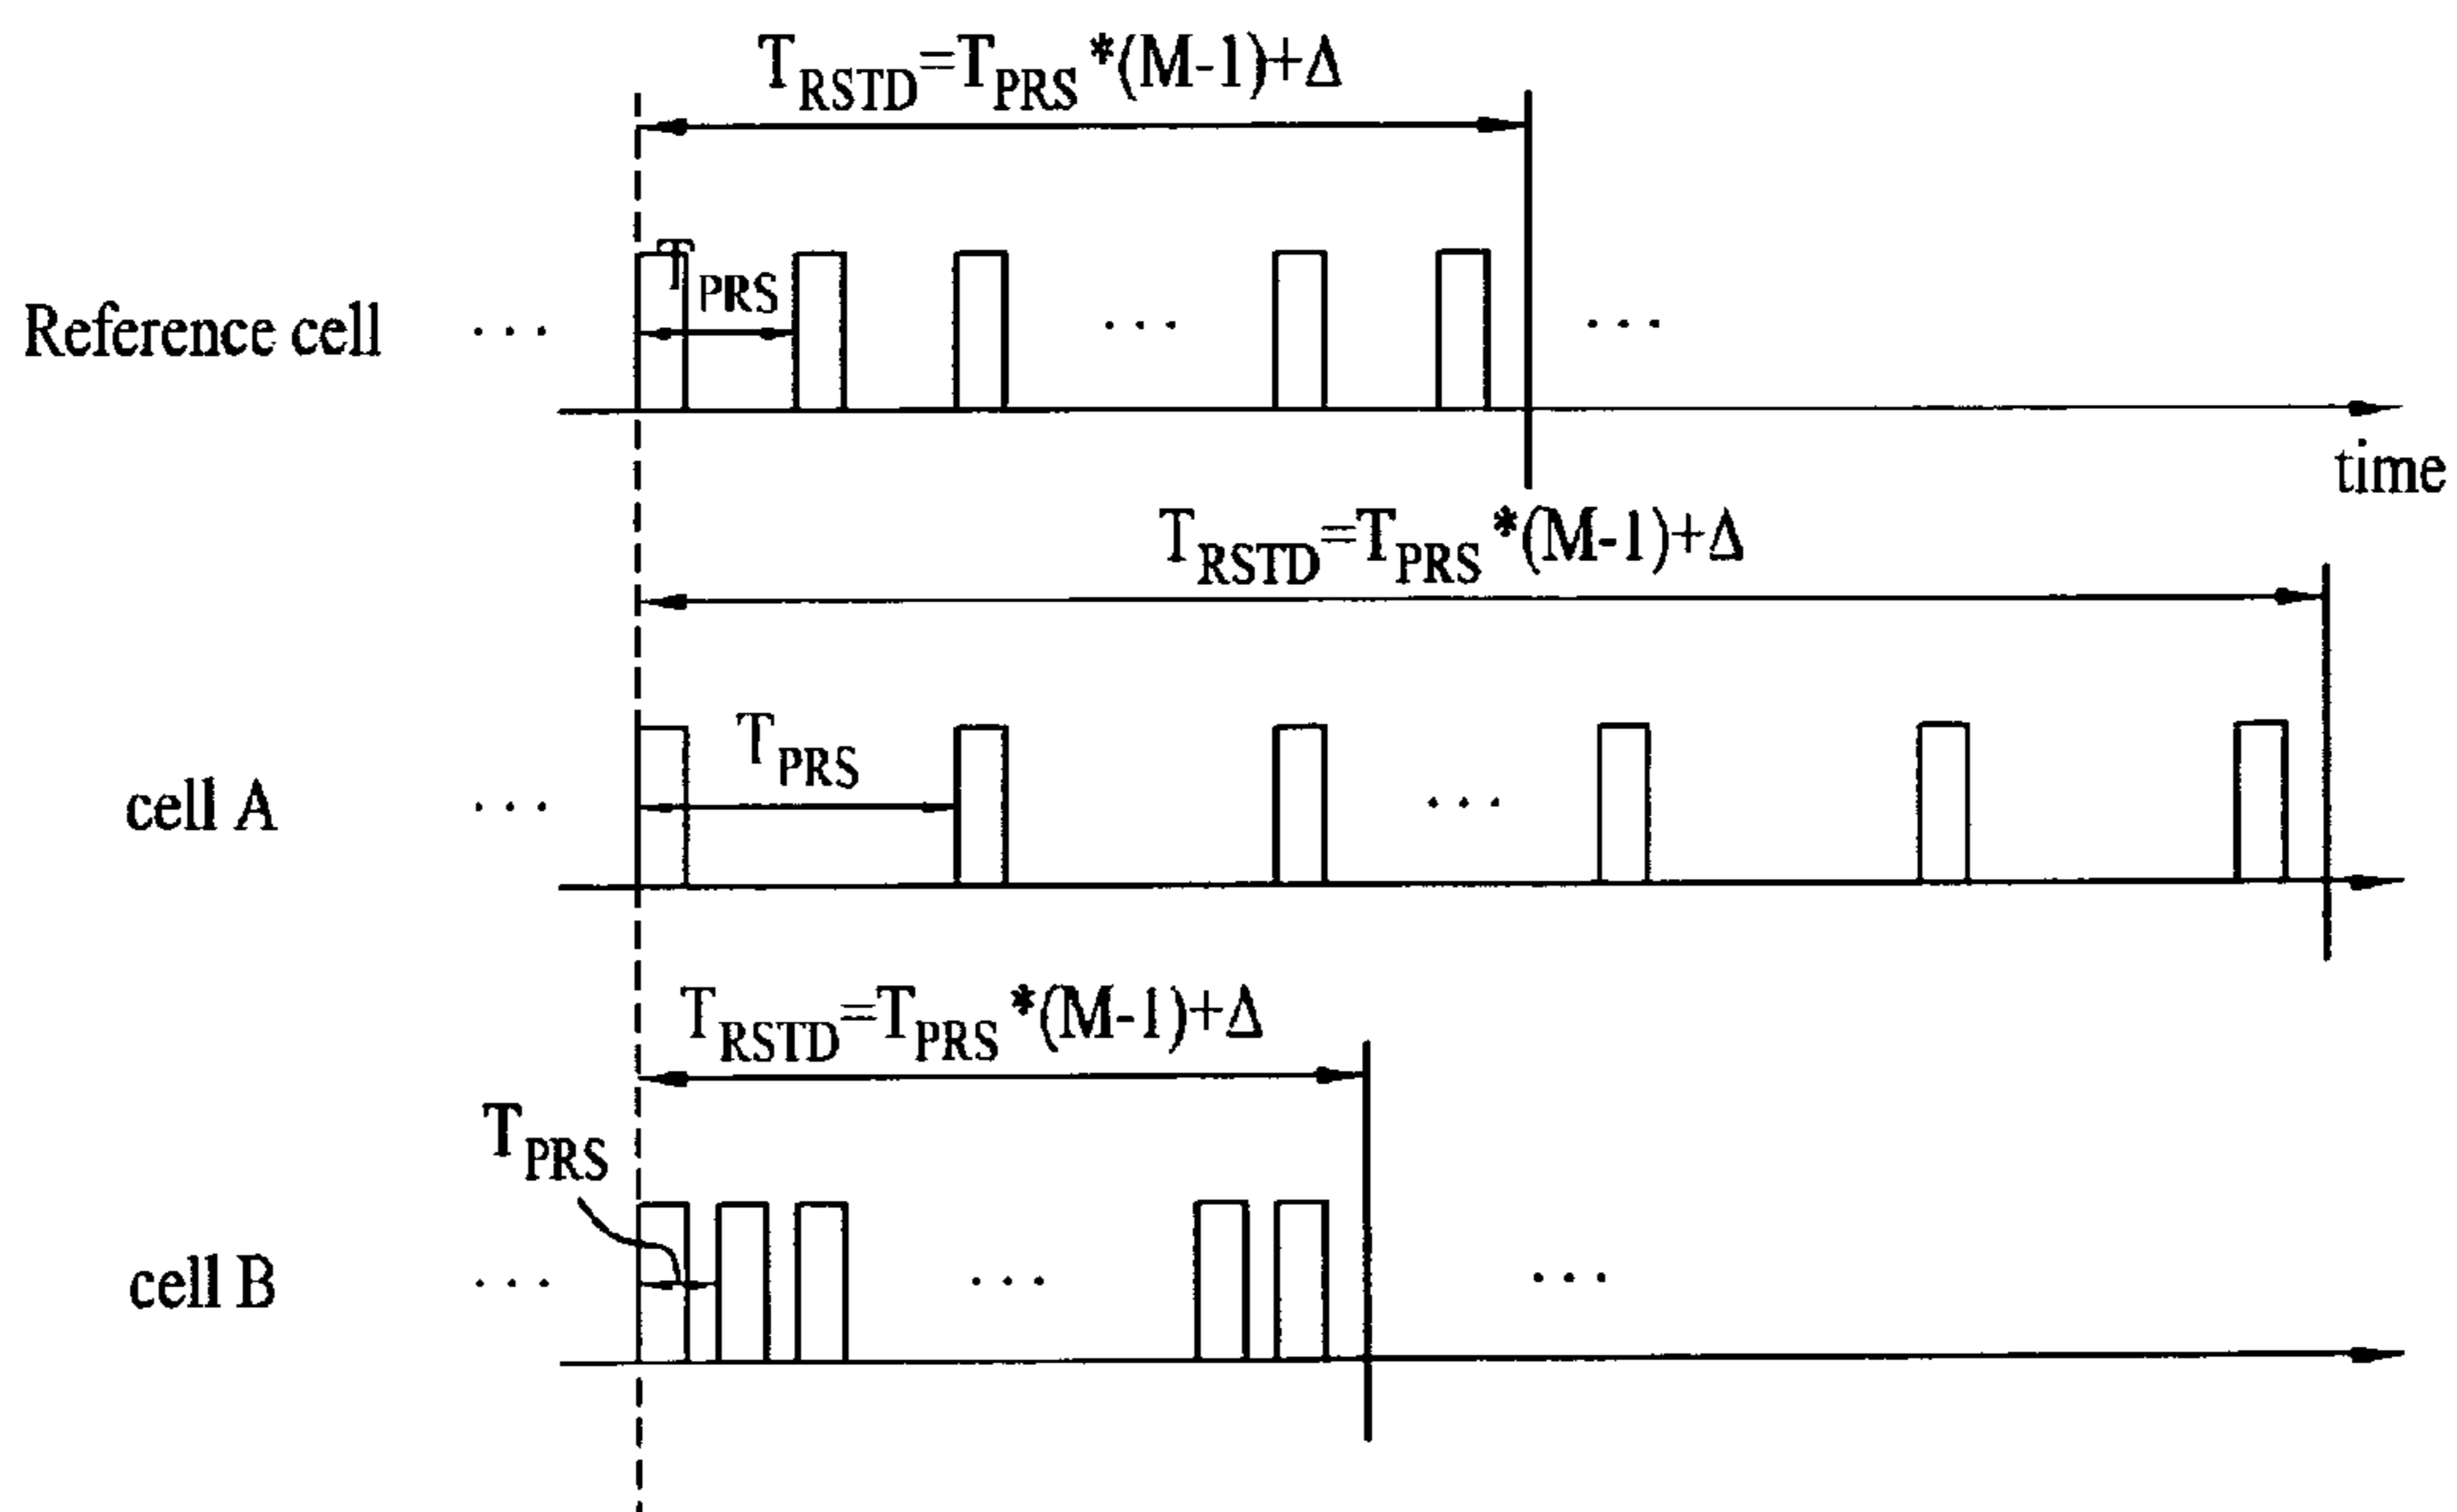 T_RSTD=T_PRS*(M-1)+Δ
T_PRS
Reference cell ... ... ...
time
T_RSTD=T_PRS*(M-1)+Δ
T_PRS
cell A ... ...
T_RSTD=T_PRS*(M-1)+Δ
T_PRS
cell B ... ... ...